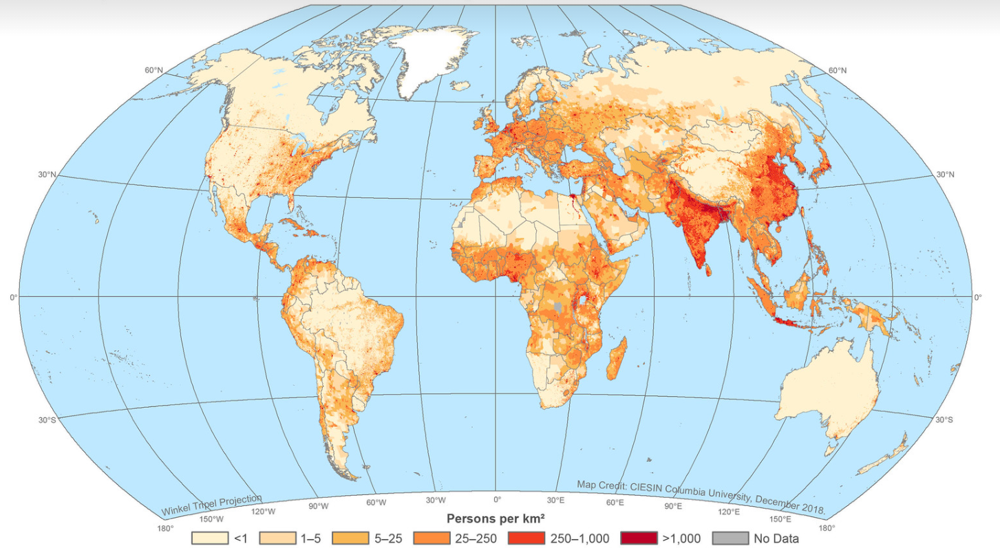 60°N
60°N
30°N
30°N
0°
0°
30°S
30°S
Winkel Tripel Projection
Map Credit: CIESIN Columbia University, December 2018.
180°
150°W
120°W
90°W
60°W
30°W
0°
30°E
60°E
90°E
120°E
150°E
180°
Persons per km²
<1
1–5
5–25
25–250
250–1,000
>1,000
No Data